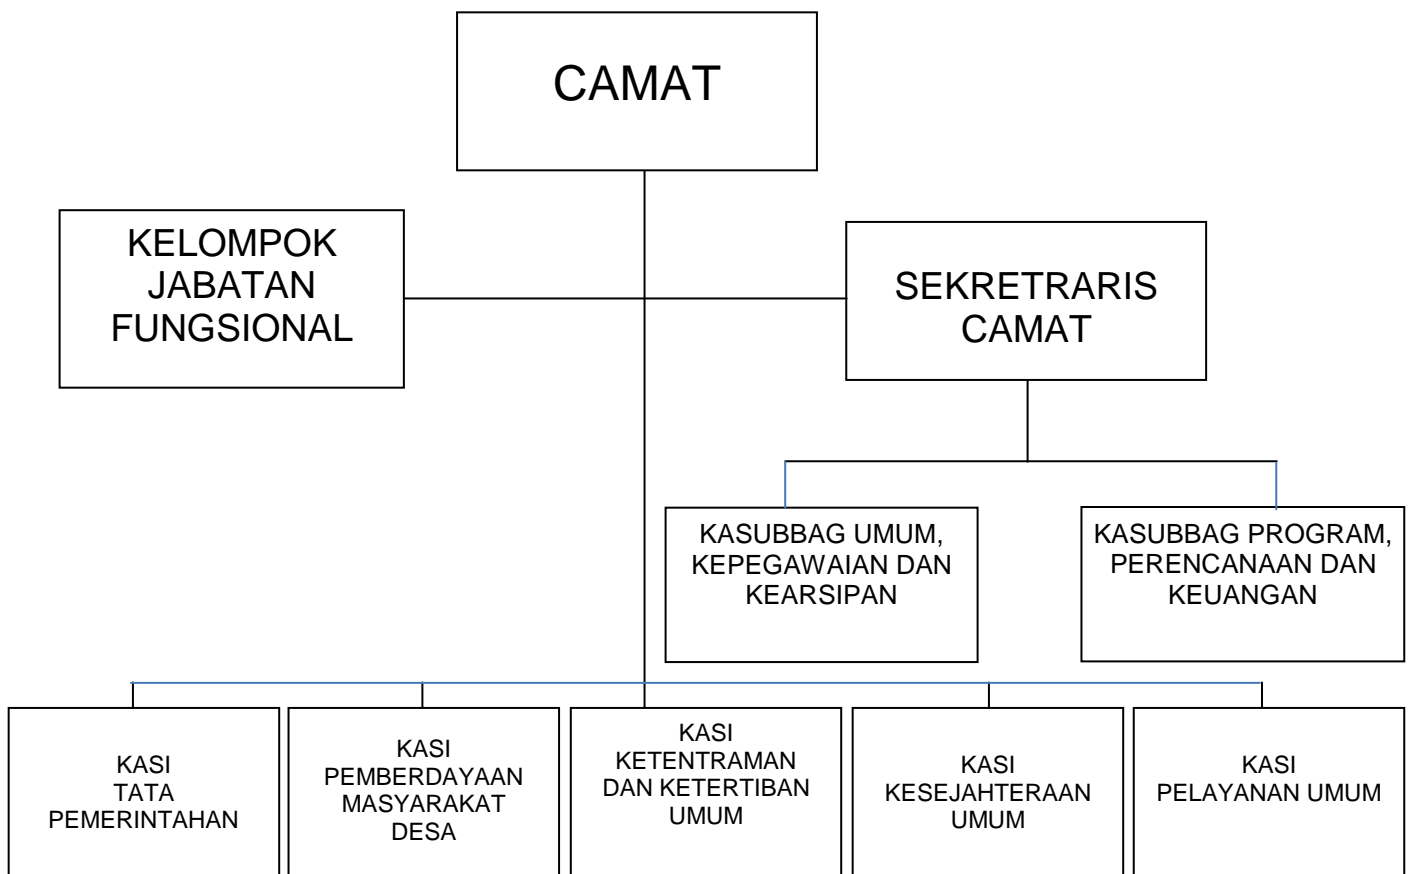 CAMAT
KELOMPOK
JABATAN
FUNGSIONAL
SEKRETRARIS
CAMAT
KASUBBAG UMUM,
KEPEGAWAIAN DAN
KEARSIPAN
KASUBBAG PROGRAM,
PERENCANAAN DAN
KEUANGAN
KASI
TATA
PEMERINTAHAN
KASI
PEMBERDAYAAN
MASYARAKAT
DESA
KASI
KETENTRAMAN
DAN KETERTIBAN
UMUM
KASI
KESEJAHTERAAN
UMUM
KASI
PELAYANAN UMUM